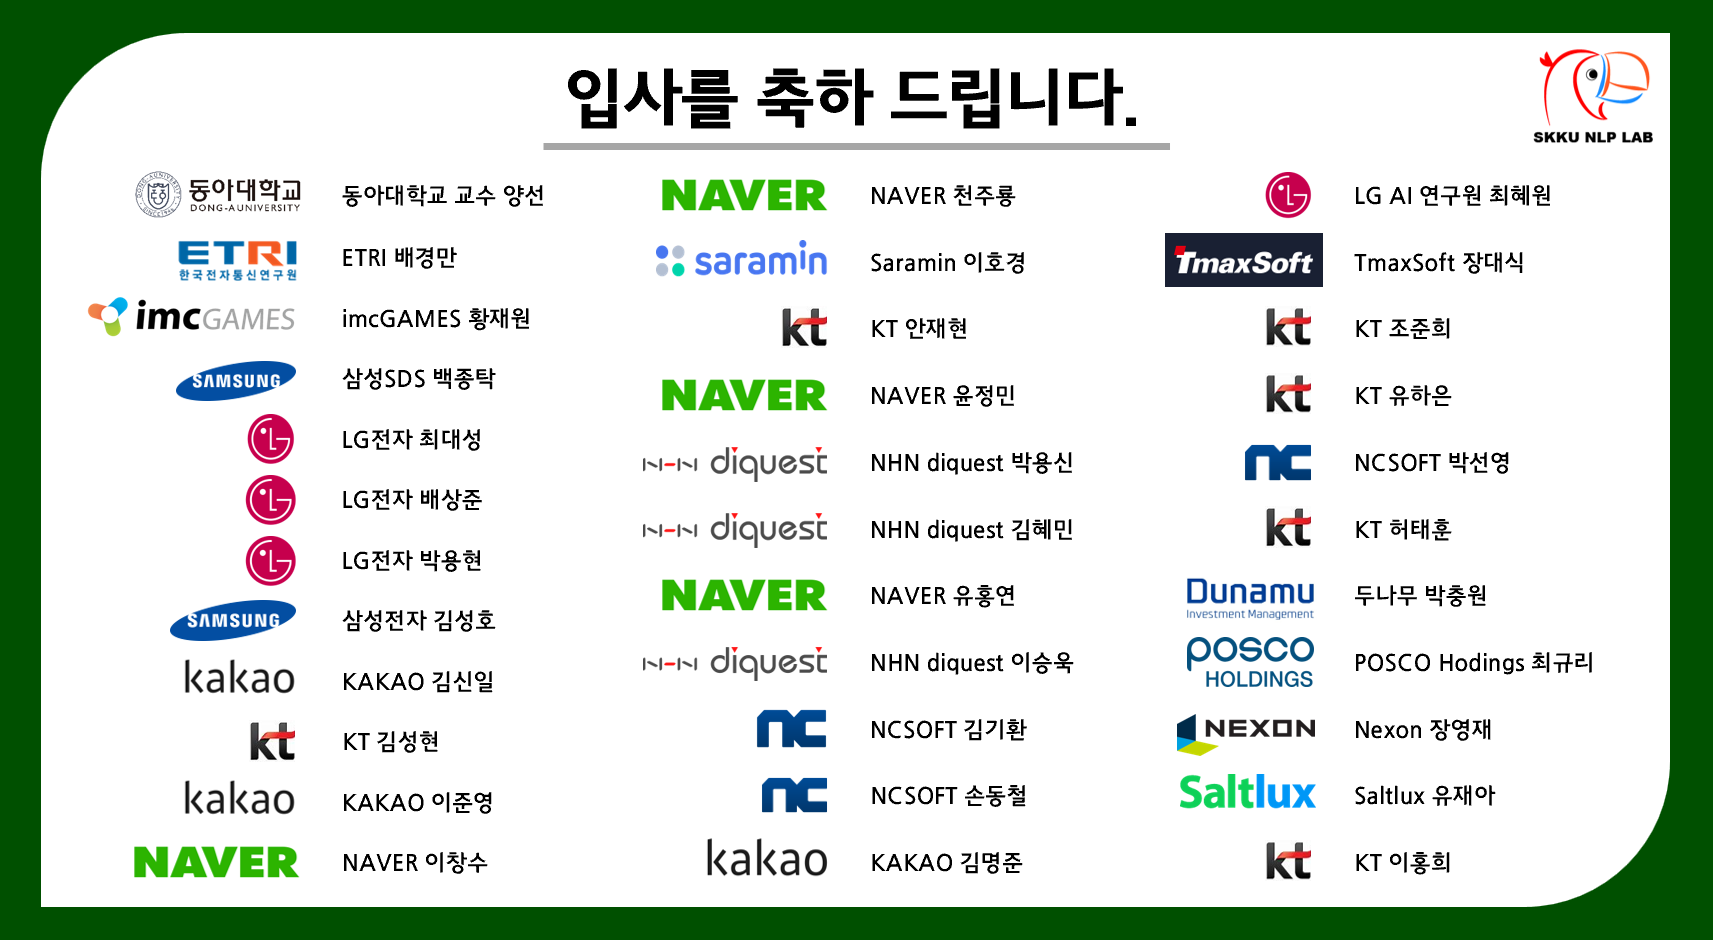 입사를 축하 드립니다.
SKKU NLP LAB
동아대학교
DONG-AUNIVERSITY
동아대학교 교수 양선
ETRI
한국전자통신연구원
ETRI 배경만
imcGAMES
imcGAMES 황재원
SAMSUNG
삼성SDS 백종탁
LG
LG전자 최대성
LG
LG전자 배상준
LG
LG전자 박용현
SAMSUNG
삼성전자 김성호
kakao
KAKAO 김신일
kt
KT 김성현
kakao
KAKAO 이준영
NAVER
NAVER 이창수
NAVER
NAVER 천주룡
saramin
Saramin 이호경
kt
KT 안재현
NAVER
NAVER 윤정민
NHN diquest
NHN diquest 박용신
NHN diquest
NHN diquest 김혜민
NAVER
NAVER 유홍연
NHN diquest
NHN diquest 이승욱
nc
NCSOFT 김기환
nc
NCSOFT 손동철
kakao
KAKAO 김명준
LG
LG AI 연구원 최혜원
TmaxSoft
TmaxSoft 장대식
kt
KT 조준희
kt
KT 유하은
nc
NCSOFT 박선영
kt
KT 허태훈
Dunamu
Investment Management
두나무 박충원
posco
HOLDINGS
POSCO Hodings 최규리
NEXON
Nexon 장영재
Saltlux
Saltlux 유재아
kt
KT 이홍희